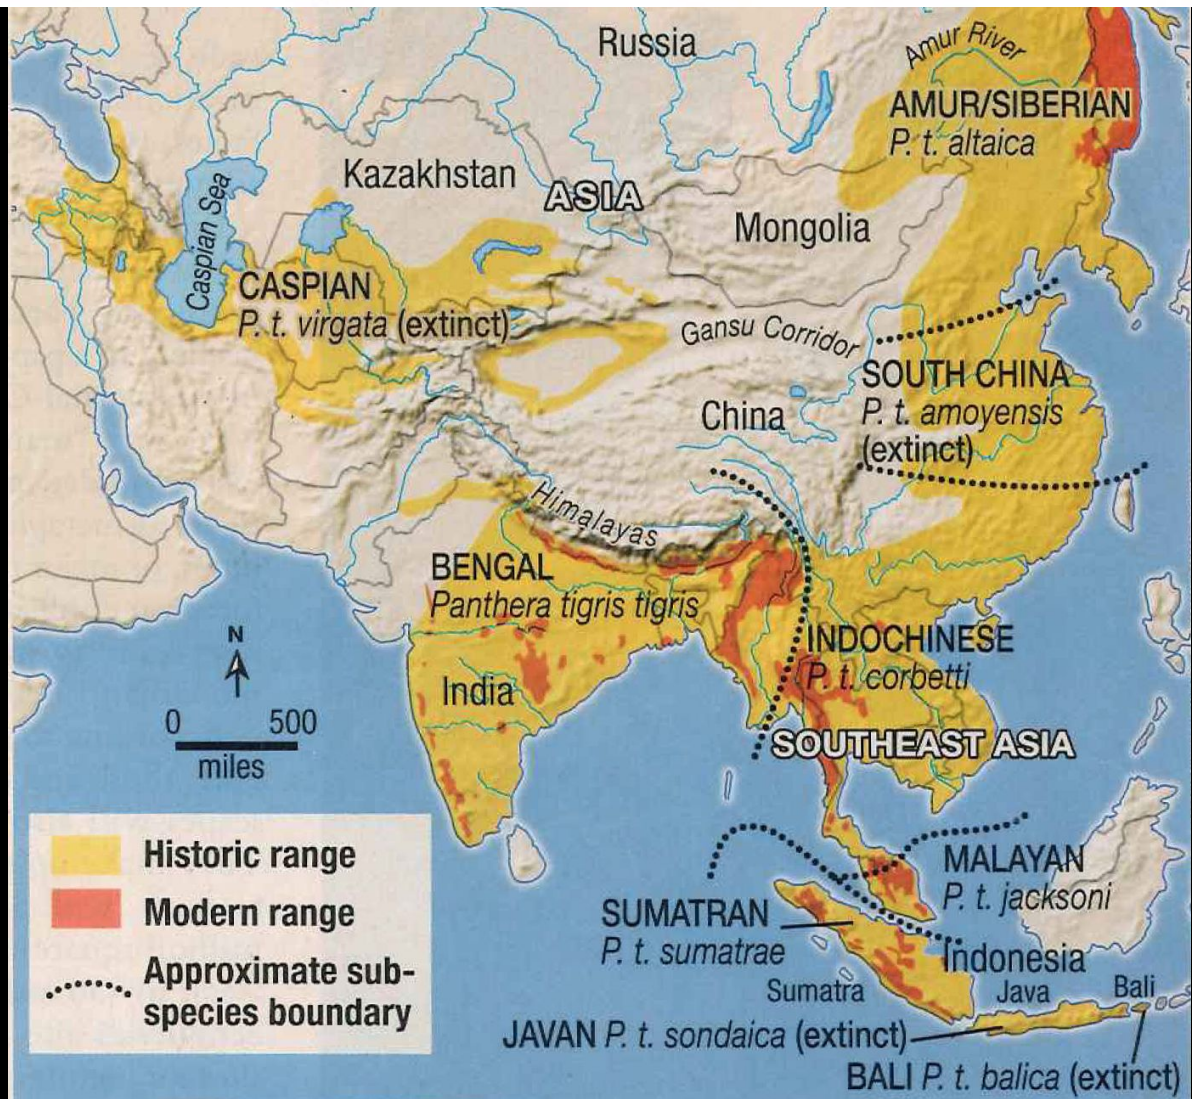 Russia
Amur River
AMUR/SIBERIAN
P. t. altaica
Kazakhstan
ASIA
Mongolia
Caspian Sea
CASPIAN
P. t. virgata (extinct)
Gansu Corridor
SOUTH CHINA
P. t. amoyensis
(extinct)
China
Himalayas
BENGAL
Panthera tigris tigris
INDOCHINESE
P. t. corbetti
India
SOUTHEAST ASIA
N
0 500
miles
MALAYAN
P. t. jacksoni
SUMATRAN
P. t. sumatrae
Indonesia
Sumatra
Java
Bali
JAVAN P. t. sondaica (extinct)
BALI P. t. balica (extinct)
Historic range
Modern range
Approximate sub-
species boundary